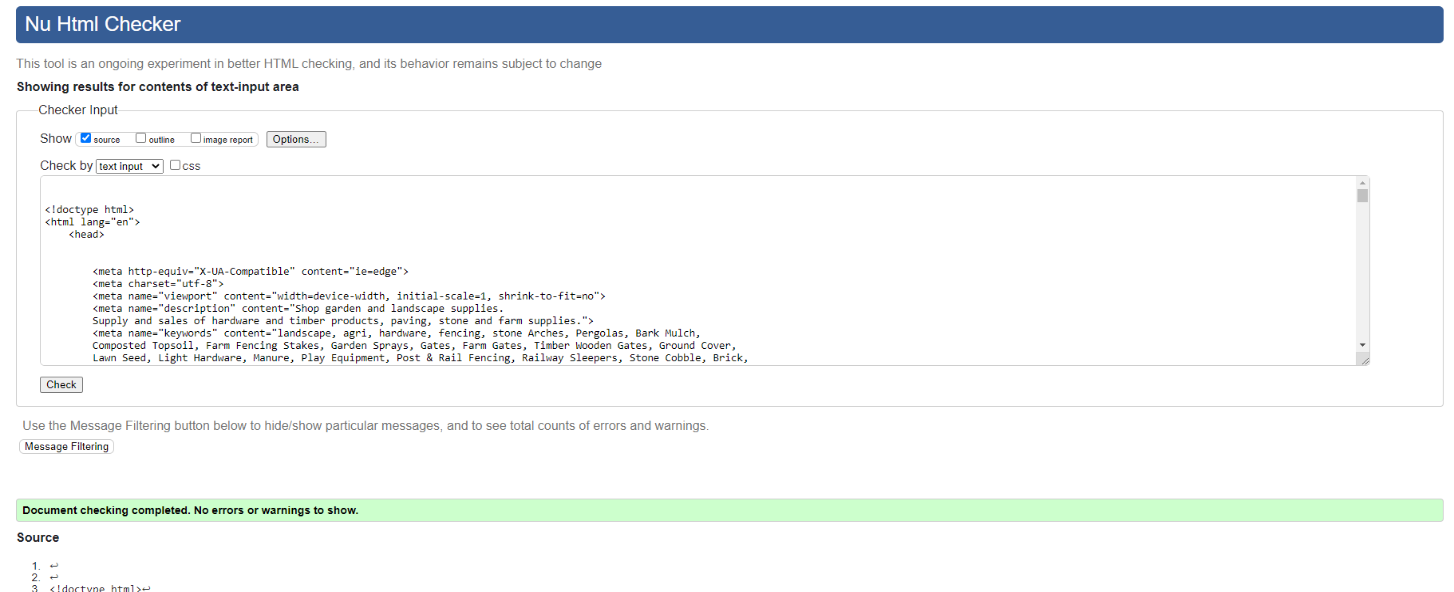 Nu Html Checker
This tool is an ongoing experiment in better HTML checking, and its behavior remains subject to change
Showing results for contents of text-input area
Checker Input
Show source outline image report Options...
Check by text input css
<!doctype html>
<html lang="en">
<head>
<meta http-equiv="X-UA-Compatible" content="ie=edge">
<meta charset="utf-8">
<meta name="viewport" content="width=device-width, initial-scale=1, shrink-to-fit=no">
<meta name="description" content="Shop garden and landscape supplies.
Supply and sales of hardware and timber products, paving, stone and farm supplies.">
<meta name="keywords" content="landscape, agri, hardware, fencing, stone Arches, Pergolas, Bark Mulch,
Composted Topsoil, Farm Fencing Stakes, Garden Sprays, Gates, Farm Gates, Timber Wooden Gates, Ground Cover,
Lawn Seed, Light Hardware, Manure, Play Equipment, Post & Rail Fencing, Railway Sleepers, Stone Cobble, Brick,
Check
Use the Message Filtering button below to hide/show particular messages, and to see total counts of errors and warnings.
Message Filtering
Document checking completed. No errors or warnings to show.
Source
1. ↩
2. ↩
3. <!doctype html>↩